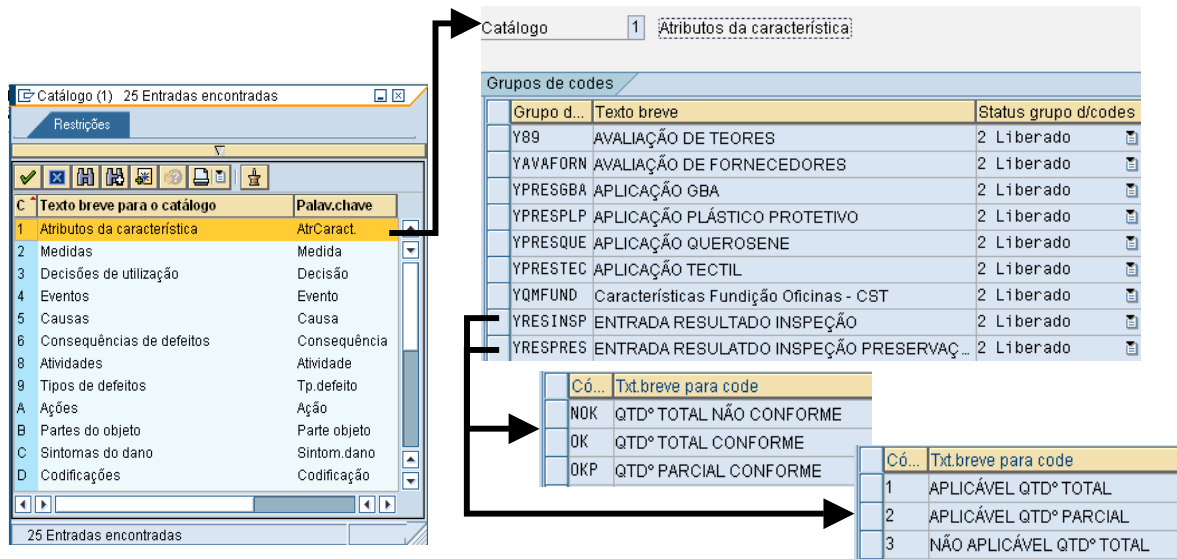 Catálogo 1 Atributos da característica
Grupos de codes
Grupo d... Texto breve Status grupo d/codes
Y89 AVALIAÇÃO DE TEORES 2 Liberado
YAVAFORN AVALIAÇÃO DE FORNECEDORES 2 Liberado
YPRESGBA APLICAÇÃO GBA 2 Liberado
YPRESPLP APLICAÇÃO PLÁSTICO PROTETIVO 2 Liberado
YPRESQUE APLICAÇÃO QUEROSENE 2 Liberado
YPRESTEC APLICAÇÃO TECTIL 2 Liberado
YQMFUND Características Fundição Oficinas - CST 2 Liberado
YRESINSP ENTRADA RESULTADO INSPEÇÃO 2 Liberado
YRESPRES ENTRADA RESULATDO INSPEÇÃO PRESERVAÇ... 2 Liberado
Catálogo (1) 25 Entradas encontradas
Restrições
C Texto breve para o catálogo Palav.chave
1 Atributos da característica AtrCaract.
2 Medidas Medida
3 Decisões de utilização Decisão
4 Eventos Evento
5 Causas Causa
6 Consequências de defeitos Consequência
8 Atividades Atividade
9 Tipos de defeitos Tp.defeito
A Ações Ação
B Partes do objeto Parte objeto
C Sintomas do dano Sintom.dano
D Codificações Codificação
25 Entradas encontradas
Có... Txt.breve para code
NOK QTDº TOTAL NÃO CONFORME
OK QTDº TOTAL CONFORME
OKP QTDº PARCIAL CONFORME
Có... Txt.breve para code
1 APLICÁVEL QTDº TOTAL
2 APLICÁVEL QTDº PARCIAL
3 NÃO APLICÁVEL QTDº TOTAL